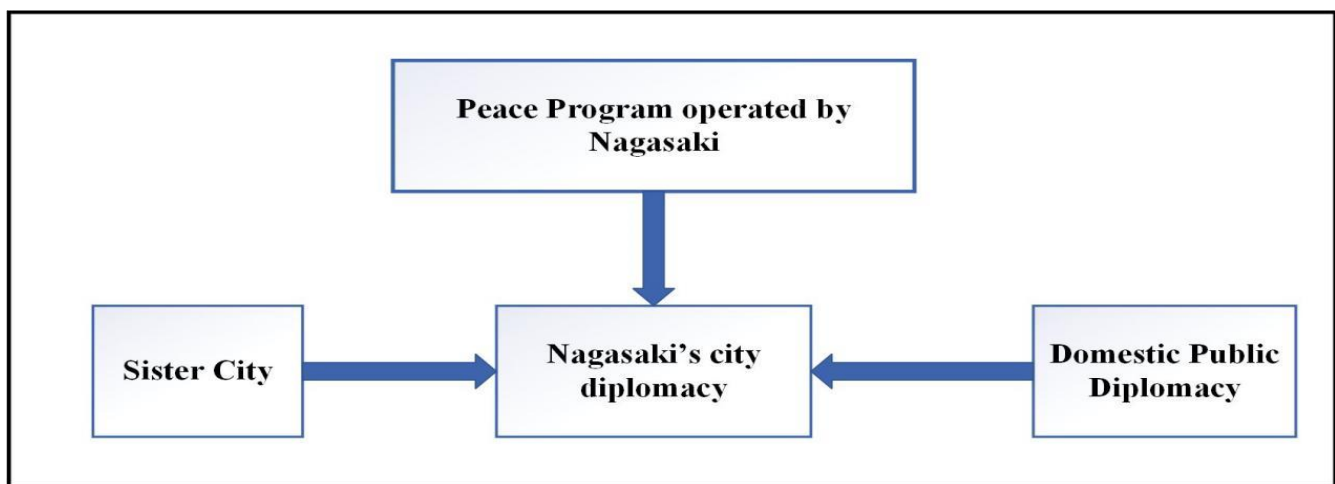 Peace Program operated by
Nagasaki
Sister City
Nagasaki’s city
diplomacy
Domestic Public
Diplomacy